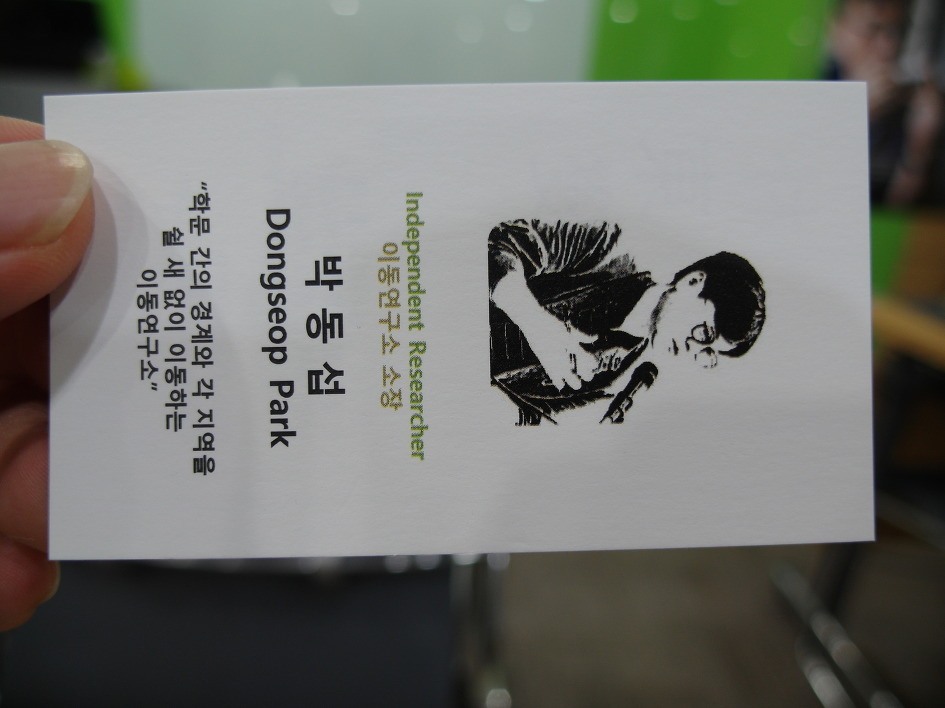 Independent Researcher
이동연구소 소장
박 동 섭
Dongseop Park
"학문 간의 경계와 각 지역을
쉴 새 없이 이동하는
이동연구소"